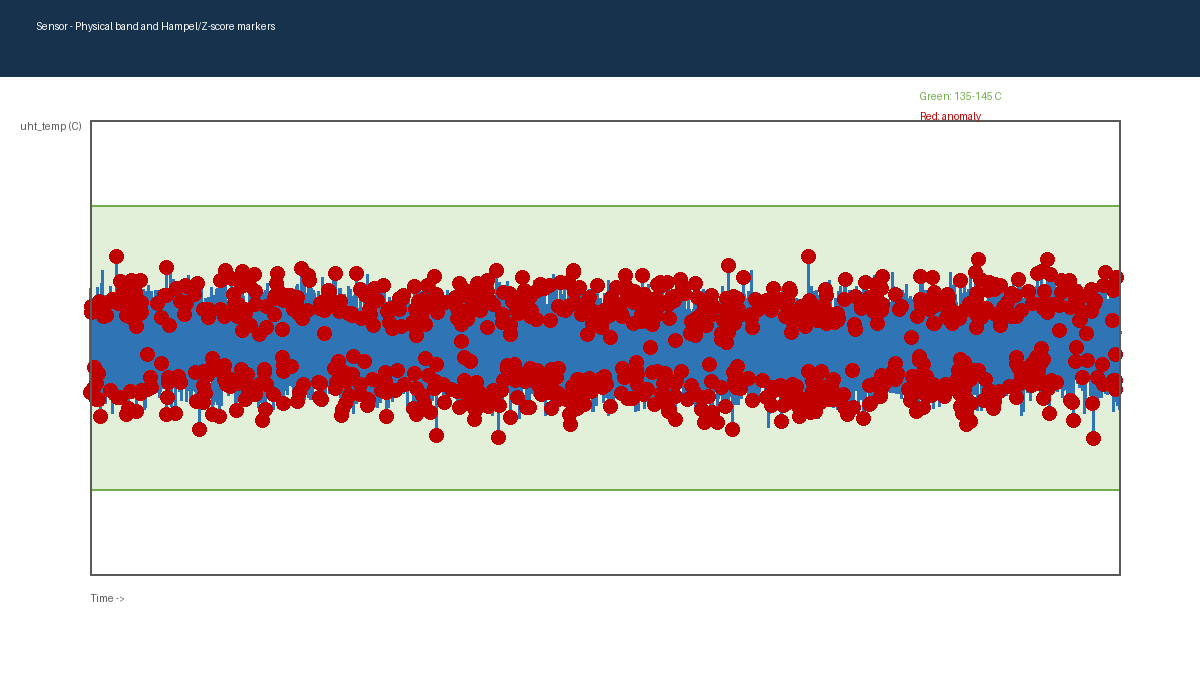 Sensor - Physical band and Hampel/Z-score markers
Green: 135-145 C
Red: anomaly
uht_temp (C)
Time ->